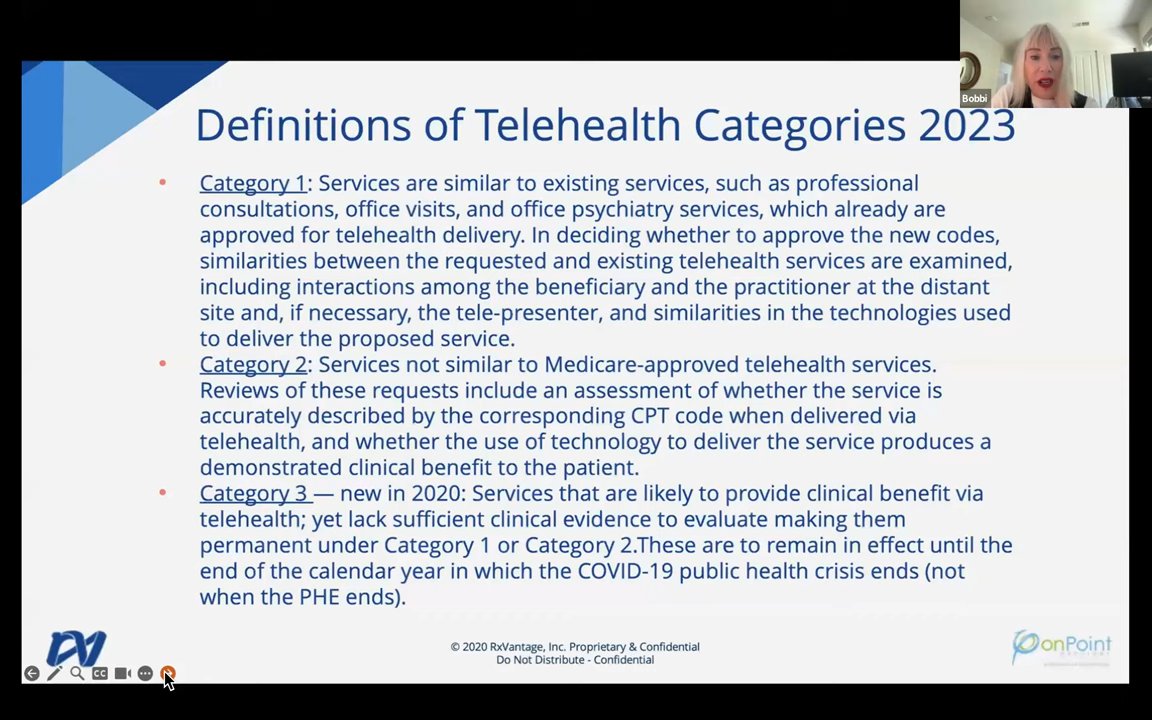 Bobbi
Definitions of Telehealth Categories 2023
• Category 1: Services are similar to existing services, such as professional
consultations, office visits, and office psychiatry services, which already are
approved for telehealth delivery. In deciding whether to approve the new codes,
similarities between the requested and existing telehealth services are examined,
including interactions among the beneficiary and the practitioner at the distant
site and, if necessary, the tele-presenter, and similarities in the technologies used
to deliver the proposed service.
• Category 2: Services not similar to Medicare-approved telehealth services.
Reviews of these requests include an assessment of whether the service is
accurately described by the corresponding CPT code when delivered via
telehealth, and whether the use of technology to deliver the service produces a
demonstrated clinical benefit to the patient.
• Category 3 — new in 2020: Services that are likely to provide clinical benefit via
telehealth; yet lack sufficient clinical evidence to evaluate making them
permanent under Category 1 or Category 2.These are to remain in effect until the
end of the calendar year in which the COVID-19 public health crisis ends (not
when the PHE ends).
© 2020 RxVantage, Inc. Proprietary & Confidential
Do Not Distribute - Confidential
onPoint
CC